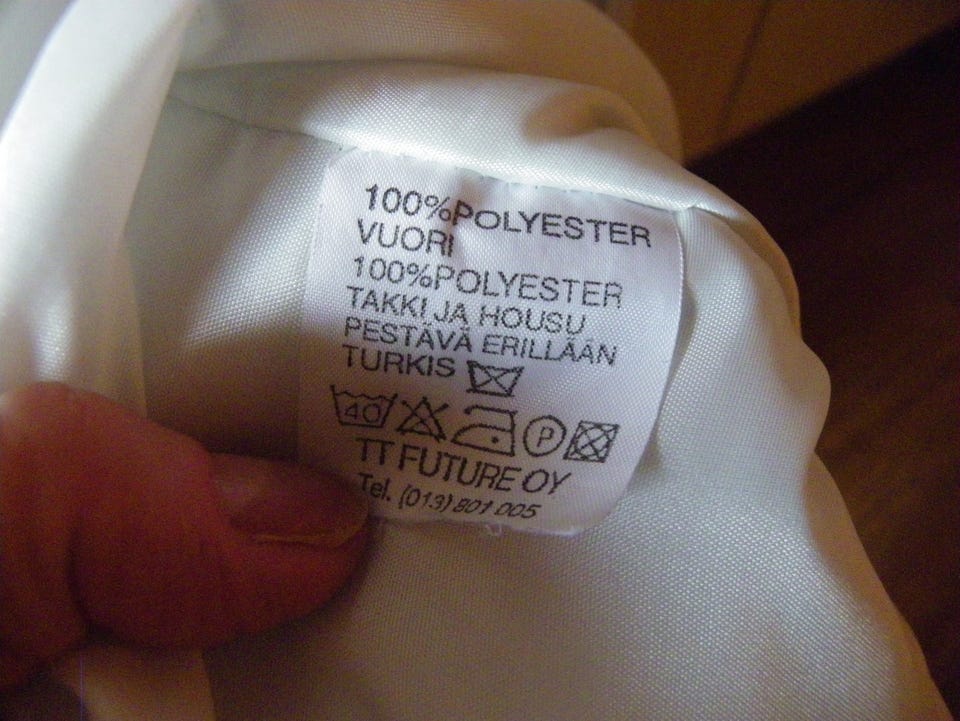 100%POLYESTER
VUORI
100%POLYESTER
TAKKI JA HOUSU
PESTÄVÄ ERILLÄÄN
TURKIS
40 P
TT FUTURE OY
Tel. (013) 801 005